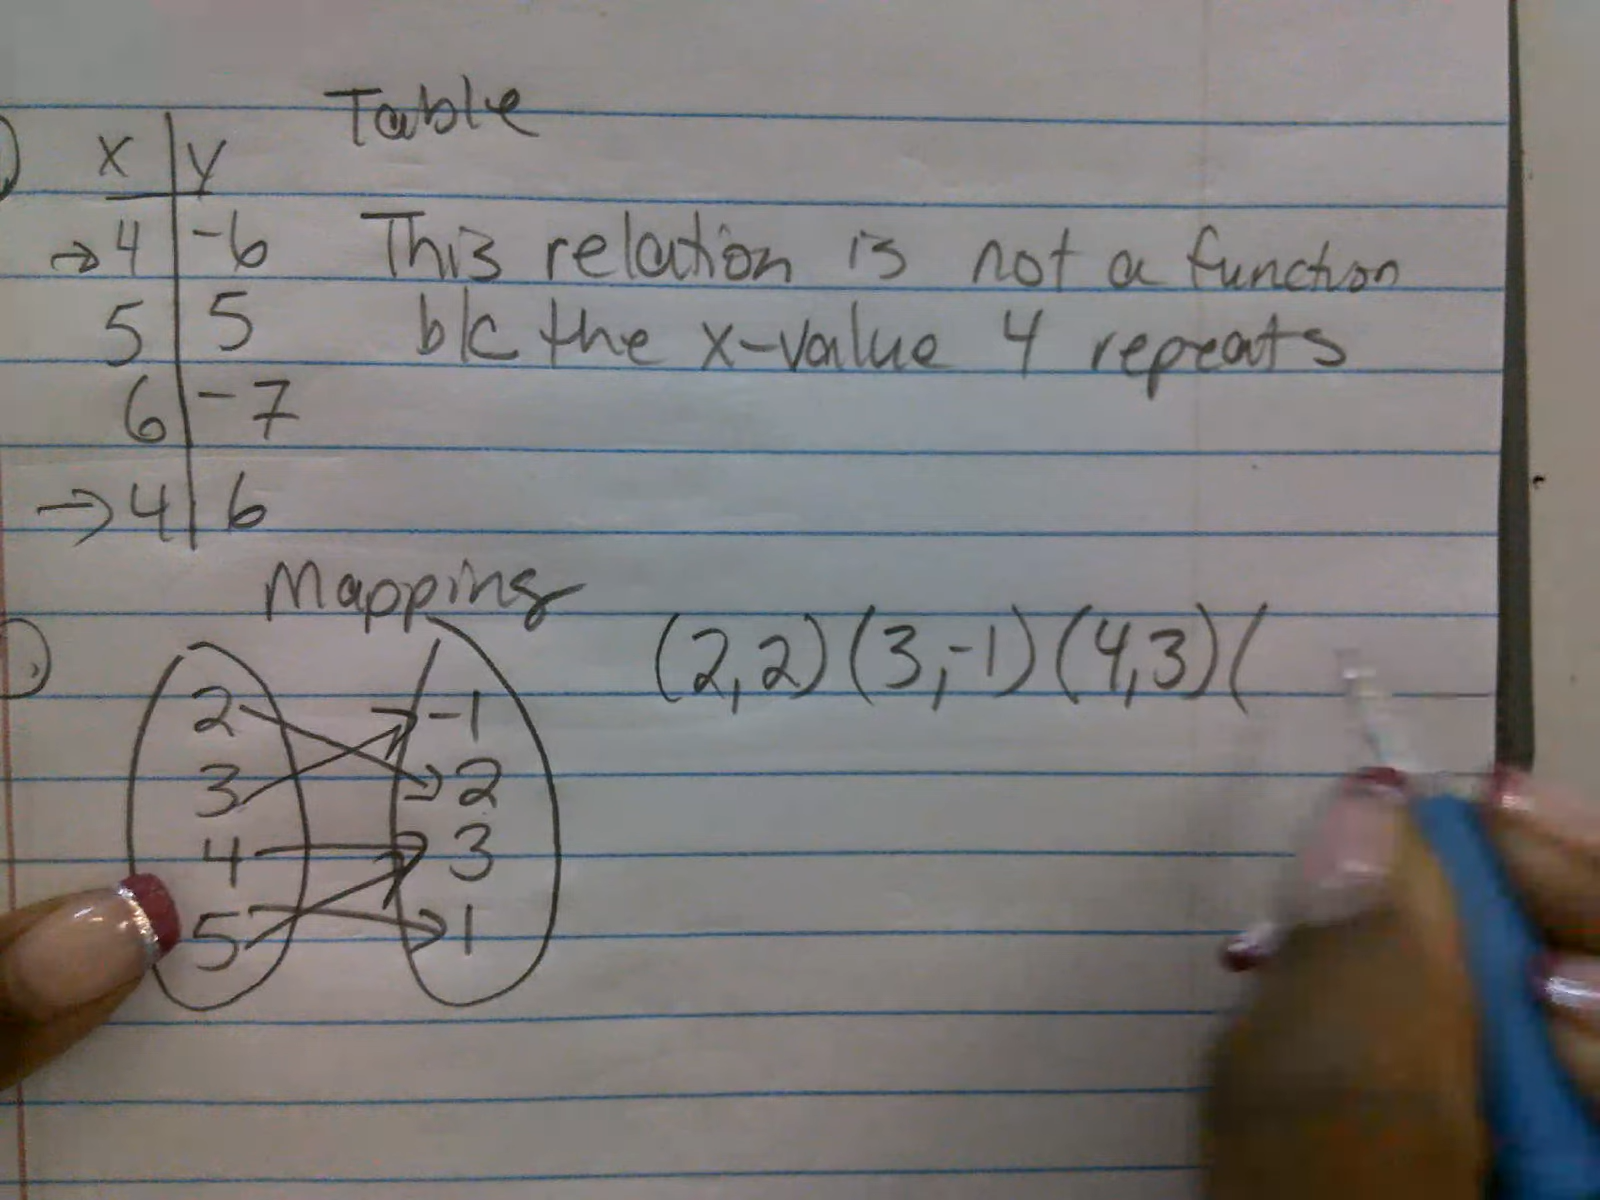 Table
x y
→4 -6
This relation is not a function
5 5
b/c the x-value 4 repeats
6 -7
→4 6
Mapping
(2,2) (3,-1) (4,3) (
2 -1
3 2
4 3
5 1